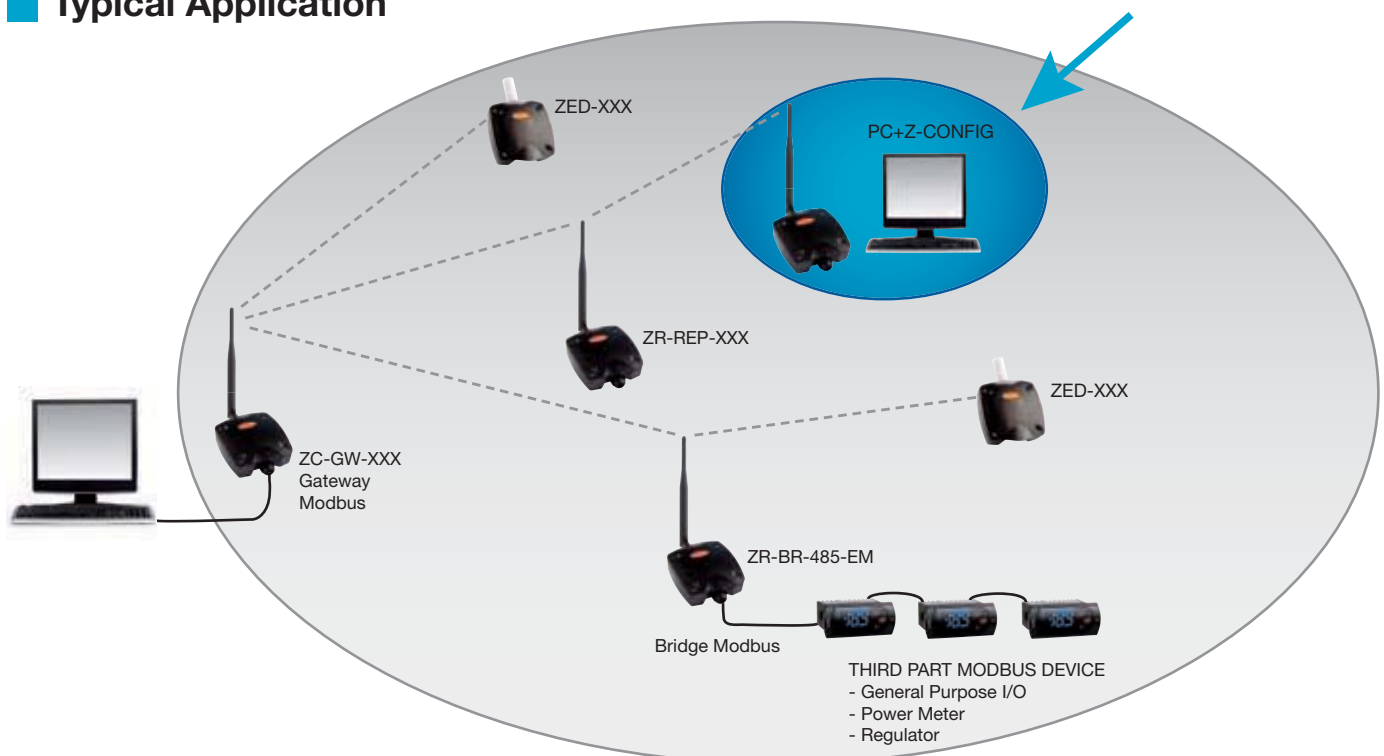 Typical Application
ZED-XXX
PC+Z-CONFIG
ZR-REP-XXX
ZED-XXX
ZC-GW-XXX
Gateway
Modbus
ZR-BR-485-EM
Bridge Modbus
THIRD PART MODBUS DEVICE
- General Purpose I/O
- Power Meter
- Regulator